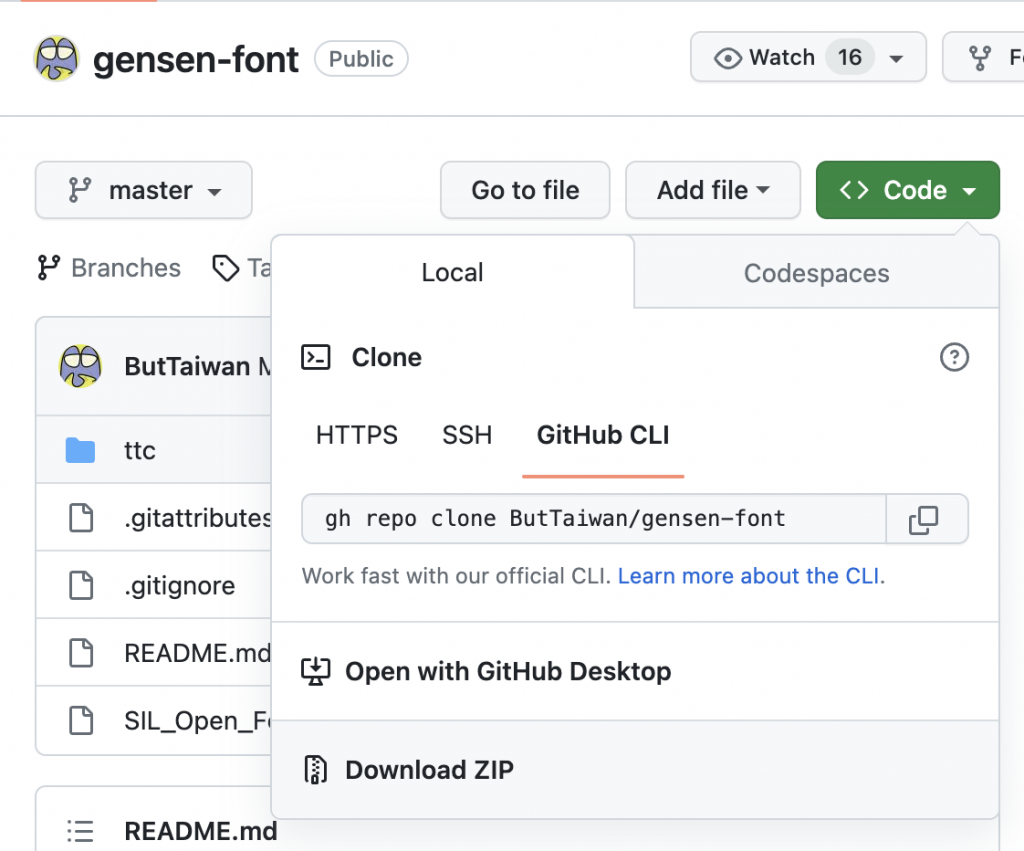 gensen-font Public Watch 16
master Go to file Add file Code
Branches
Local Codespaces
ButTaiwan
Clone
HTTPS SSH GitHub CLI
ttc
.gitattributes
gh repo clone ButTaiwan/gensen-font
.gitignore
Work fast with our official CLI. Learn more about the CLI.
README.md
Open with GitHub Desktop
SIL_Open_Fo
Download ZIP
README.md